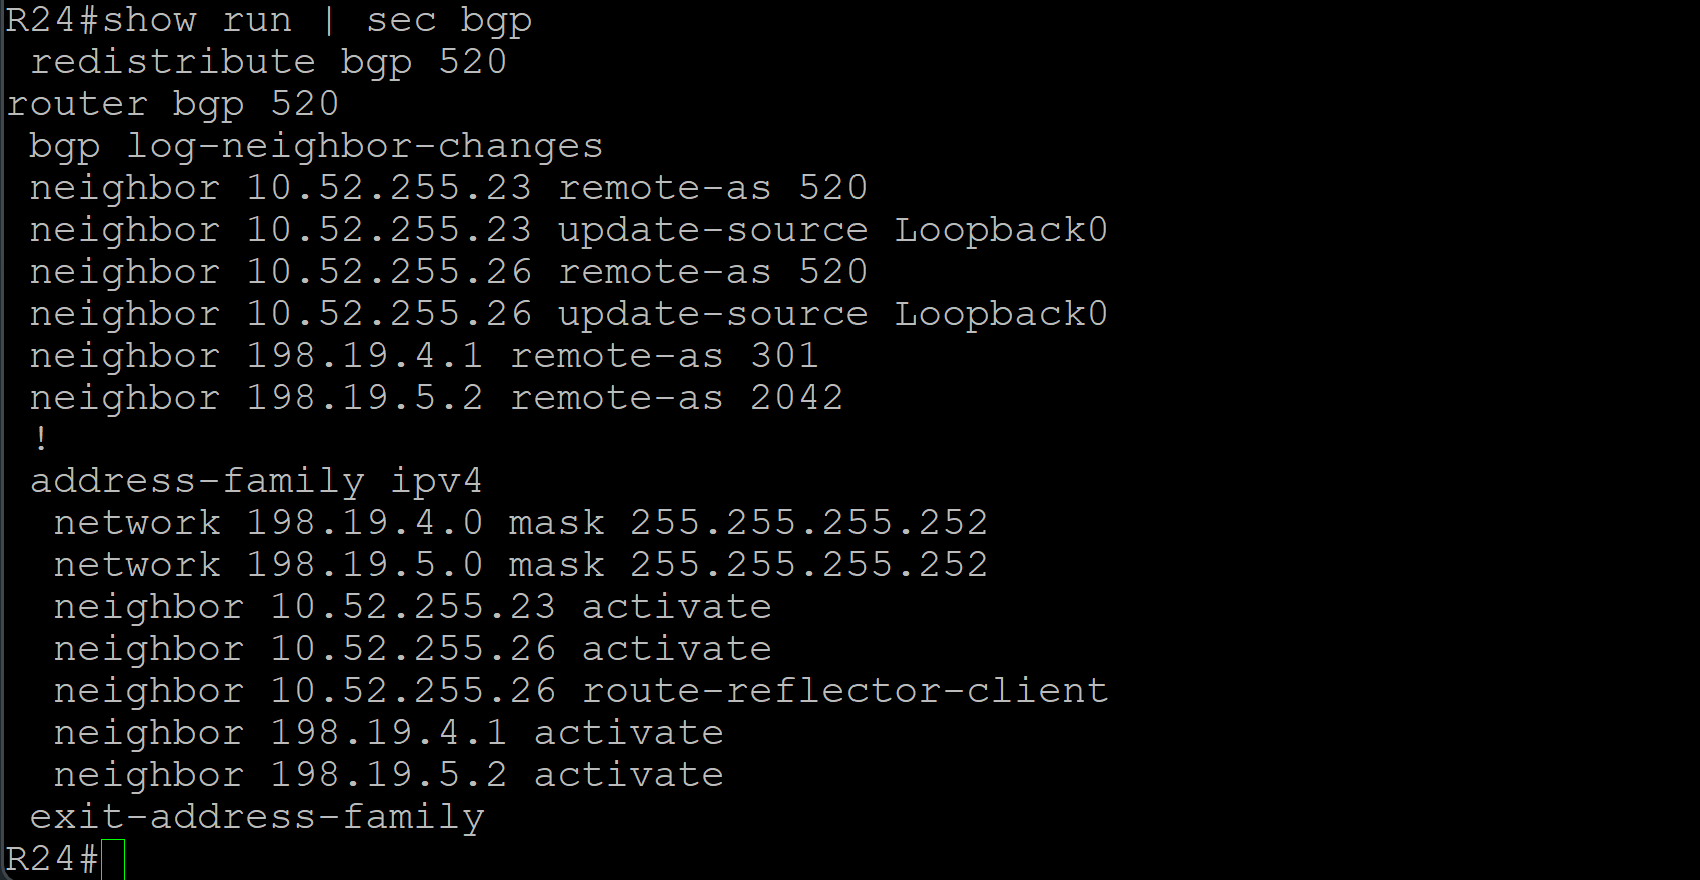 R24#show run | sec bgp
 redistribute bgp 520
router bgp 520
 bgp log-neighbor-changes
 neighbor 10.52.255.23 remote-as 520
 neighbor 10.52.255.23 update-source Loopback0
 neighbor 10.52.255.26 remote-as 520
 neighbor 10.52.255.26 update-source Loopback0
 neighbor 198.19.4.1 remote-as 301
 neighbor 198.19.5.2 remote-as 2042
 !
 address-family ipv4
  network 198.19.4.0 mask 255.255.255.252
  network 198.19.5.0 mask 255.255.255.252
  neighbor 10.52.255.23 activate
  neighbor 10.52.255.26 activate
  neighbor 10.52.255.26 route-reflector-client
  neighbor 198.19.4.1 activate
  neighbor 198.19.5.2 activate
 exit-address-family
R24#